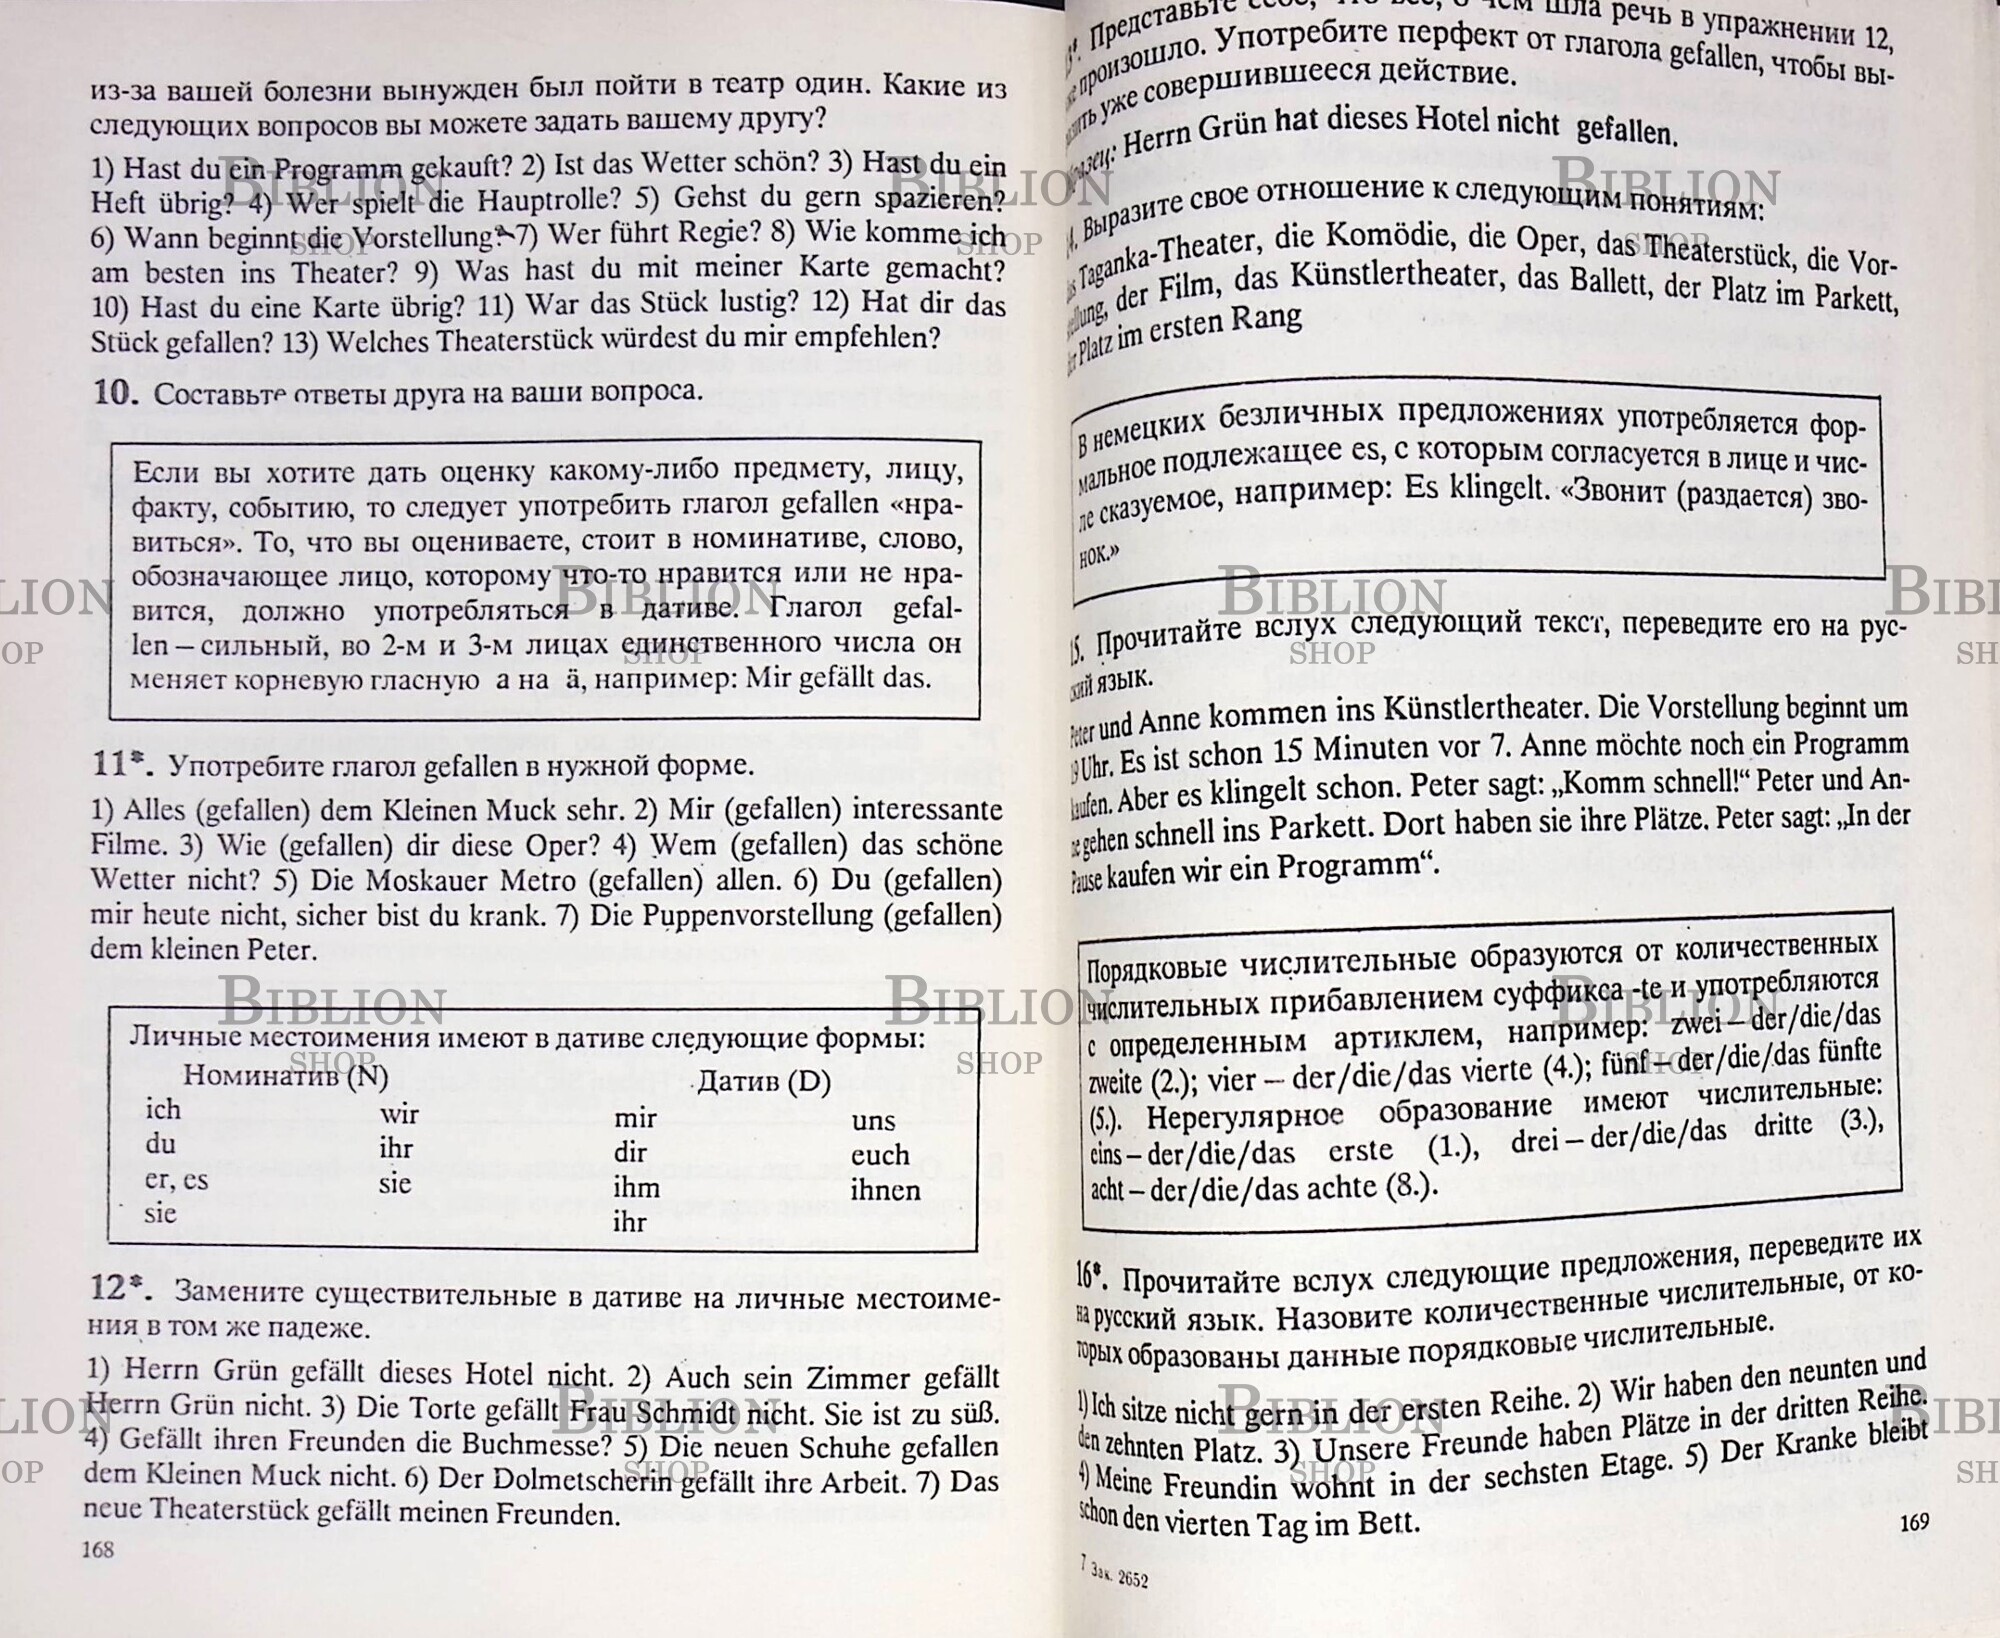 из-за вашей болезни вынужден был пойти в театр один. Какие из
следующих вопросов вы можете задать вашему другу?
1) Hast du ein Programm gekauft? 2) Ist das Wetter schön? 3) Hast du ein
Heft übrig? 4) Wer spielt die Hauptrolle? 5) Gehst du gern spazieren?
6) Wann beginnt die Vorstellung? 7) Wer führt Regie? 8) Wie komme ich
am besten ins Theater? 9) Was hast du mit meiner Karte gemacht?
10) Hast du eine Karte übrig? 11) War das Stück lustig? 12) Hat dir das
Stück gefallen? 13) Welches Theaterstück würdest du mir empfehlen?
10. Составьте ответы друга на ваши вопроса.
Если вы хотите дать оценку какому-либо предмету, лицу,
факту, событию, то следует употребить глагол gefallen «нра-
виться». То, что вы оцениваете, стоит в номинативе, слово,
обозначающее лицо, которому что-то нравится или не нра-
вится, должно употребляться в дативе. Глагол gefal-
len – сильный, во 2-м и 3-м лицах единственного числа он
меняет корневую гласную а на ä, например: Mir gefällt das.
11*. Употребите глагол gefallen в нужной форме.
1) Alles (gefallen) dem Kleinen Muck sehr. 2) Mir (gefallen) interessante
Filme. 3) Wie (gefallen) dir diese Oper? 4) Wem (gefallen) das schöne
Wetter nicht? 5) Die Moskauer Metro (gefallen) allen. 6) Du (gefallen)
mir heute nicht, sicher bist du krank. 7) Die Puppenvorstellung (gefallen)
dem kleinen Peter.
Личные местоимения имеют в дативе следующие формы:
Номинатив (N) Датив (D)
ich wir mir uns
du ihr dir euch
er, es sie ihm ihnen
sie ihr
12*. Замените существительные в дативе на личные местоиме-
ния в том же падеже.
1) Herrn Grün gefällt dieses Hotel nicht. 2) Auch sein Zimmer gefällt
Herrn Grün nicht. 3) Die Torte gefällt Frau Schmidt nicht. Sie ist zu süß.
4) Gefällt ihren Freunden die Buchmesse? 5) Die neuen Schuhe gefallen
dem Kleinen Muck nicht. 6) Der Dolmetscherin gefällt ihre Arbeit. 7) Das
neue Theaterstück gefällt meinen Freunden.
168
Представьте себе, что все, о чем шла речь в упражнении 12,
произошло. Употребите перфект от глагола gefallen, чтобы вы-
уже совершившееся действие.
Herrn Grün hat dieses Hotel nicht gefallen.
Выразите свое отношение к следующим понятиям:
Taganka-Theater, die Komödie, die Oper, das Theaterstück, die Vor-
der Film, das Künstlertheater, das Ballett, der Platz im Parkett,
Platz im ersten Rang
В немецких безличных предложениях употребляется фор-
мальное подлежащее es, с которым согласуется в лице и чис-
ле сказуемое, например: Es klingelt. «Звонит (раздается) зво-
нок.»
15. Прочитайте вслух следующий текст, переведите его на рус-
ский язык.
Peter und Anne kommen ins Künstlertheater. Die Vorstellung beginnt um
19 Uhr. Es ist schon 15 Minuten vor 7. Anne möchte noch ein Programm
kaufen. Aber es klingelt schon. Peter sagt: „Komm schnell!“ Peter und An-
ne gehen schnell ins Parkett. Dort haben sie ihre Plätze. Peter sagt: „In der
Pause kaufen wir ein Programm“.
Порядковые числительные образуются от количественных
числительных прибавлением суффикса -te и употребляются
с определенным артиклем, например: zwei – der/die/das
zweite (2.); vier – der/die/das vierte (4.); fünf – der/die/das fünfte
(5.). Нерегулярное образование имеют числительные:
eins – der/die/das erste (1.), drei – der/die/das dritte (3.),
acht – der/die/das achte (8.).
16*. Прочитайте вслух следующие предложения, переведите их
на русский язык. Назовите количественные числительные, от ко-
торых образованы данные порядковые числительные.
1) Ich sitze nicht gern in der ersten Reihe. 2) Wir haben den neunten und
den zehnten Platz. 3) Unsere Freunde haben Plätze in der dritten Reihe.
4) Meine Freundin wohnt in der sechsten Etage. 5) Der Kranke bleibt
schon den vierten Tag im Bett.
169
7 Зак. 2652
BIBLION SHOP